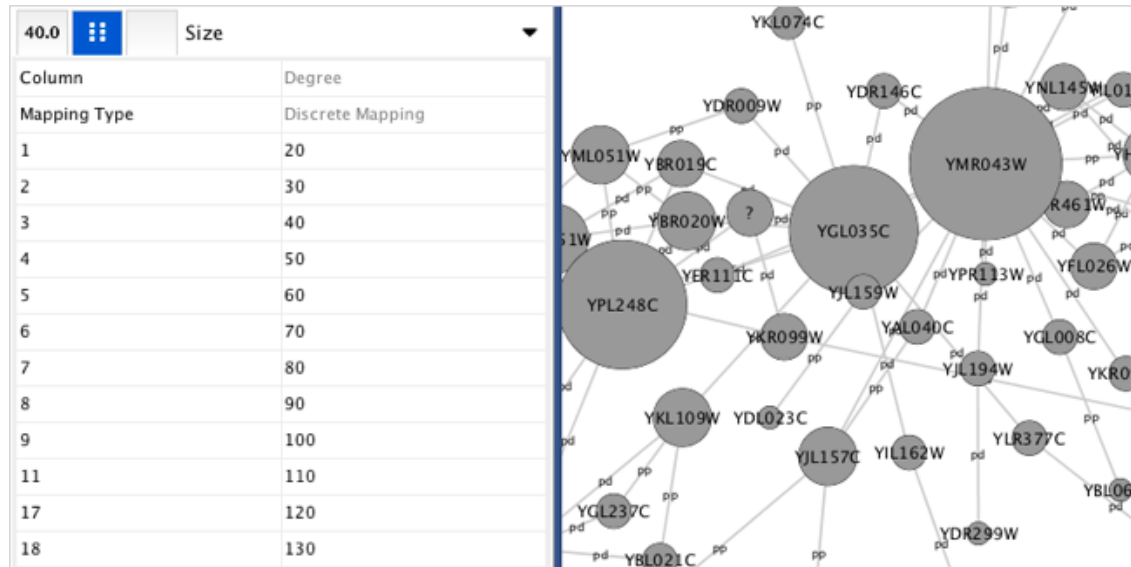 40.0 Size
Column Degree
Mapping Type Discrete Mapping
1 20
2 30
3 40
4 50
5 60
6 70
7 80
8 90
9 100
11 110
17 120
18 130
YKL074C
pd
YDR009W
YDR146C
YNL145W
pp
pd
pp
pd
YML051W
YBR019C
YMR043W
pp
pp
pd
?
R461W
YBR020W
pd
51W
pd
YGL035C
pd
YER111C
pd
YPR113W
YFL026W
YPL248C
YJL159W
pd
pd
YAL040C
YGL008C
YKR099W
pd
pp
pd
YJL194W
pp
pd
YKL109W
YDL023C
pp
YLR377C
YJL157C
YIL162W
pd
pp
pp
pd
YGL237C
pd
YDR299W
pd
YBL021C
pp
pp
pd